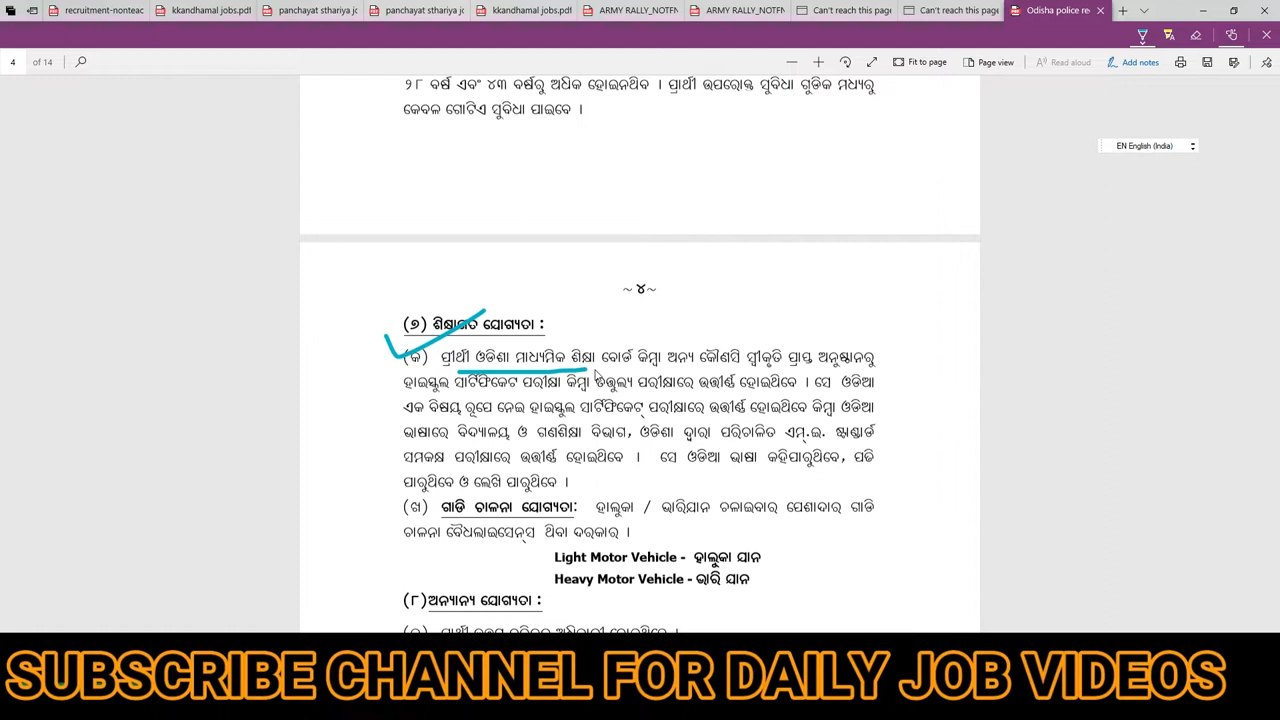 recruitment-nonteac
kkandhamal jobs.pdf
panchayat sthariya jo
panchayat sthariya jo
kkandhamal jobs.pdf
ARMY RALLY_NOTFN
ARMY RALLY_NOTFN
Can't reach this page
Can't reach this page
Odisha police re
4 of 14
Fit to page
Page view
Read aloud
Add notes
EN English (India)
୨୮ ବର୍ଷ ଏବଂ ୪୩ ବର୍ଷରୁ ଅଧିକ ହୋଇନଥିବ । ପ୍ରାର୍ଥୀ ଉପରୋକ୍ତ ସୁବିଧା ଗୁଡିକ ମଧ୍ୟରୁ
କେବଳ ଗୋଟିଏ ସୁବିଧା ପାଇବେ ।
~ ୪~
(୭) ଶିକ୍ଷାଗତ ଯୋଗ୍ୟତା :
(କ) ପ୍ରୀର୍ଥୀ ଓଡିଶା ମାଧ୍ୟମିକ ଶିକ୍ଷା ବୋର୍ଡ କିମ୍ବା ଅନ୍ୟ କୌଣସି ସ୍ୱୀକୃତି ପ୍ରାପ୍ତ ଅନୁଷ୍ଠାନରୁ
ହାଇସ୍କୁଲ ସାର୍ଟିଫିକେଟ ପରୀକ୍ଷା କିମ୍ବା ତତ୍ତୁଲ୍ୟ ପରୀକ୍ଷାରେ ଉତ୍ତୀର୍ଣ୍ଣ ହୋଇଥିବେ । ସେ ଓଡିଆ
ଏକ ବିଷୟ ରୂପେ ନେଇ ହାଇସ୍କୁଲ ସାର୍ଟିଫିକେଟ୍ ପରୀକ୍ଷାରେ ଉତ୍ତୀର୍ଣ୍ଣ ହୋଇଥିବେ କିମ୍ବା ଓଡିଆ
ଭାଷାରେ ବିଦ୍ୟାଳୟ ଓ ଗଣଶିକ୍ଷା ବିଭାଗ, ଓଡିଶା ଦ୍ୱାରା ପରିଚାଳିତ ଏମ୍.ଇ. ଷ୍ଟାଣ୍ଡାର୍ଡ
ସମକକ୍ଷ ପରୀକ୍ଷାରେ ଉତ୍ତୀର୍ଣ୍ଣ ହୋଇଥିବେ । ସେ ଓଡିଆ ଭାଷା କହିପାରୁଥିବେ, ପଢି
ପାରୁଥିବେ ଓ ଲେଖି ପାରୁଥିବେ ।
(ଖ) ଗାଡି ଚାଳନା ଯୋଗ୍ୟତା: ହାଲୁକା / ଭାରିଯାନ ଚଳାଇବାର ପେଶାଦାର ଗାଡି
ଚାଳନା ବୈଧଲାଇସେନ୍ସ ଥିବା ଦରକାର ।
Light Motor Vehicle - ହାଲୁକା ଯାନ
Heavy Motor Vehicle - ଭାରି ଯାନ
(୮)ଅନ୍ୟାନ୍ୟ ଯୋଗ୍ୟତା :
SUBSCRIBE CHANNEL FOR DAILY JOB VIDEOS